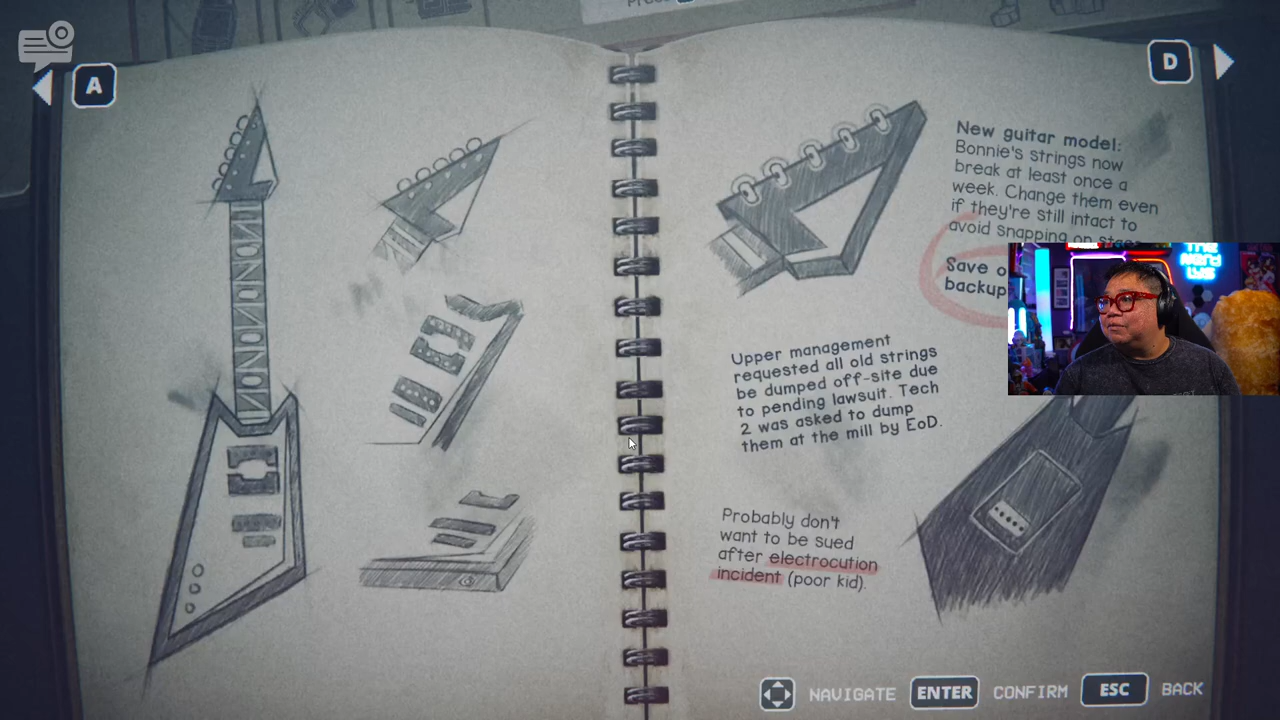 A
D
New guitar model:
Bonnie's strings now
break at least once a
week. Change them even
if they're still intact to
avoid snapping on
Save
backup
Upper management
requested all old strings
be dumped off-site due
to pending lawsuit. Tech
2 was asked to dump
them at the mill by EoD.
Probably don't
want to be sued
after electrocution
incident (poor kid).
NAVIGATE ENTER CONFIRM ESC BACK